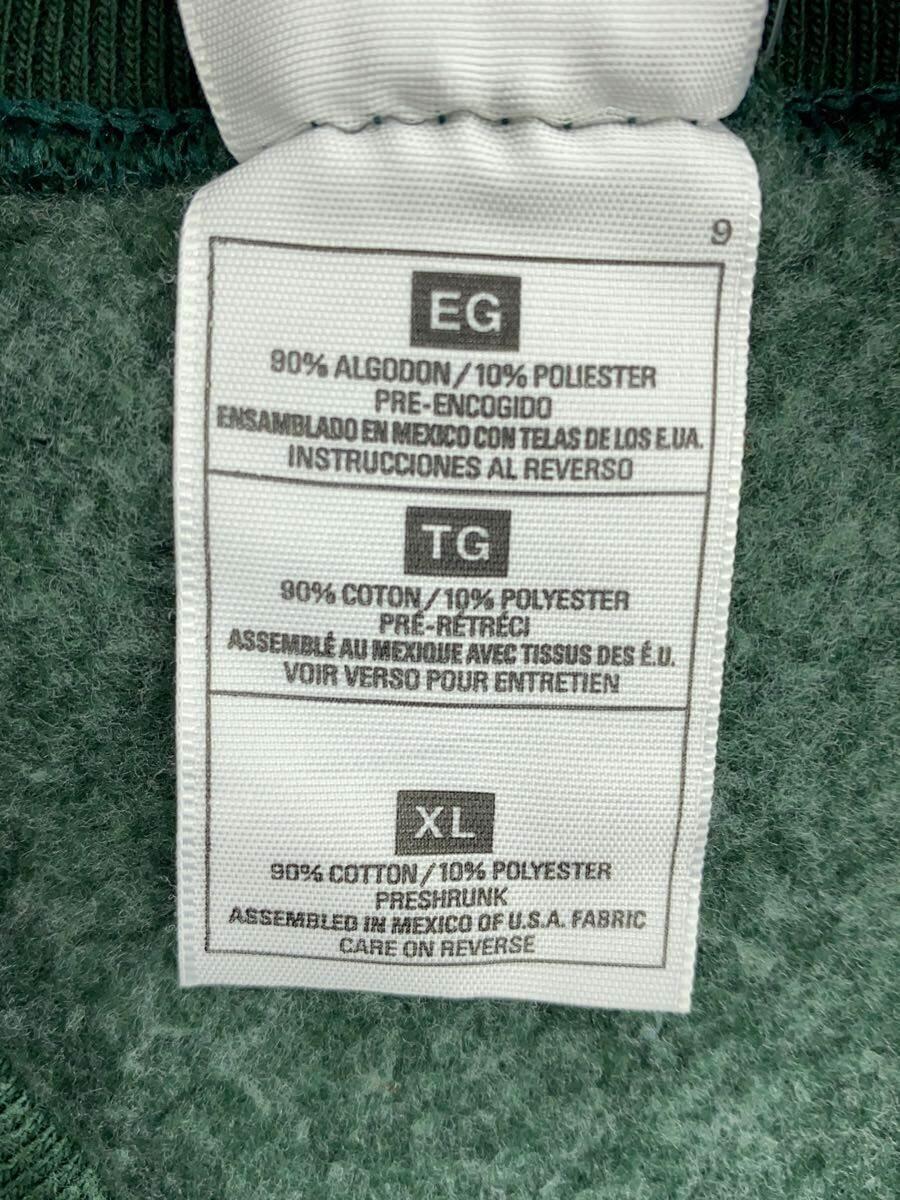 9
EG
90% ALGODON/10% POLIESTER
PRE-ENCOGIDO
ENSAMBLADO EN MEXICO CON TELAS DE LOS E.UA.
INSTRUCCIONES AL REVERSO
TG
90% COTON/10% POLYESTER
PRÉ-RÉTRÉCI
ASSEMBLÉ AU MEXIQUE AVEC TISSUS DES É.U.
VOIR VERSO POUR ENTRETIEN
XL
90% COTTON/10% POLYESTER
PRESHRUNK
ASSEMBLED IN MEXICO OF U.S.A. FABRIC
CARE ON REVERSE